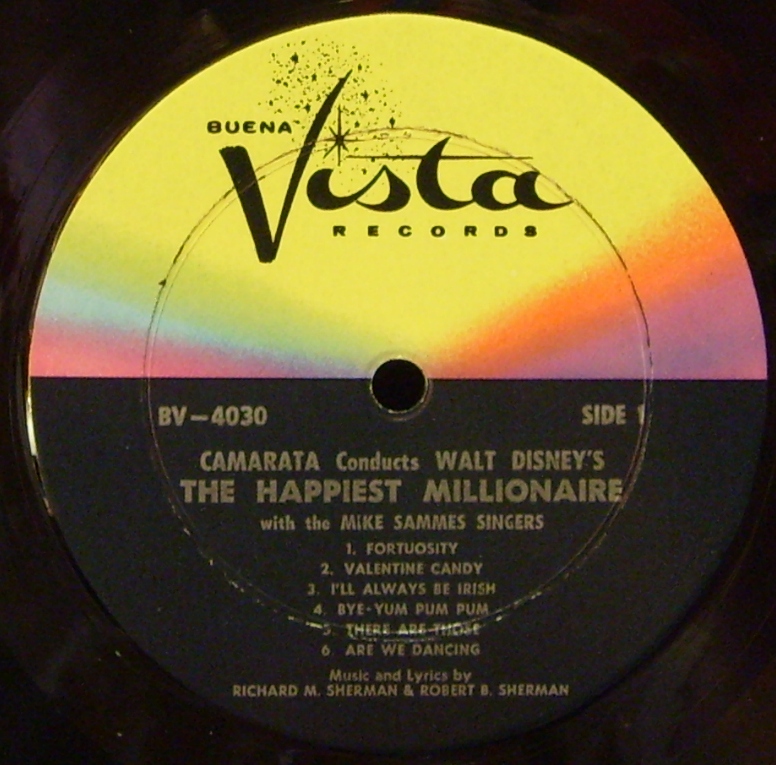 BUENA
Vista
RECORDS
BV-4030 SIDE 1
CAMARATA Conducts WALT DISNEY'S
THE HAPPIEST MILLIONAIRE
with the MIKE SAMMES SINGERS
1. FORTUOSITY
2. VALENTINE CANDY
3. I'LL ALWAYS BE IRISH
4. BYE-YUM PUM PUM
5. THERE ARE THOSE
6 ARE WE DANCING
Music and Lyrics by
RICHARD M. SHERMAN & ROBERT B. SHERMAN